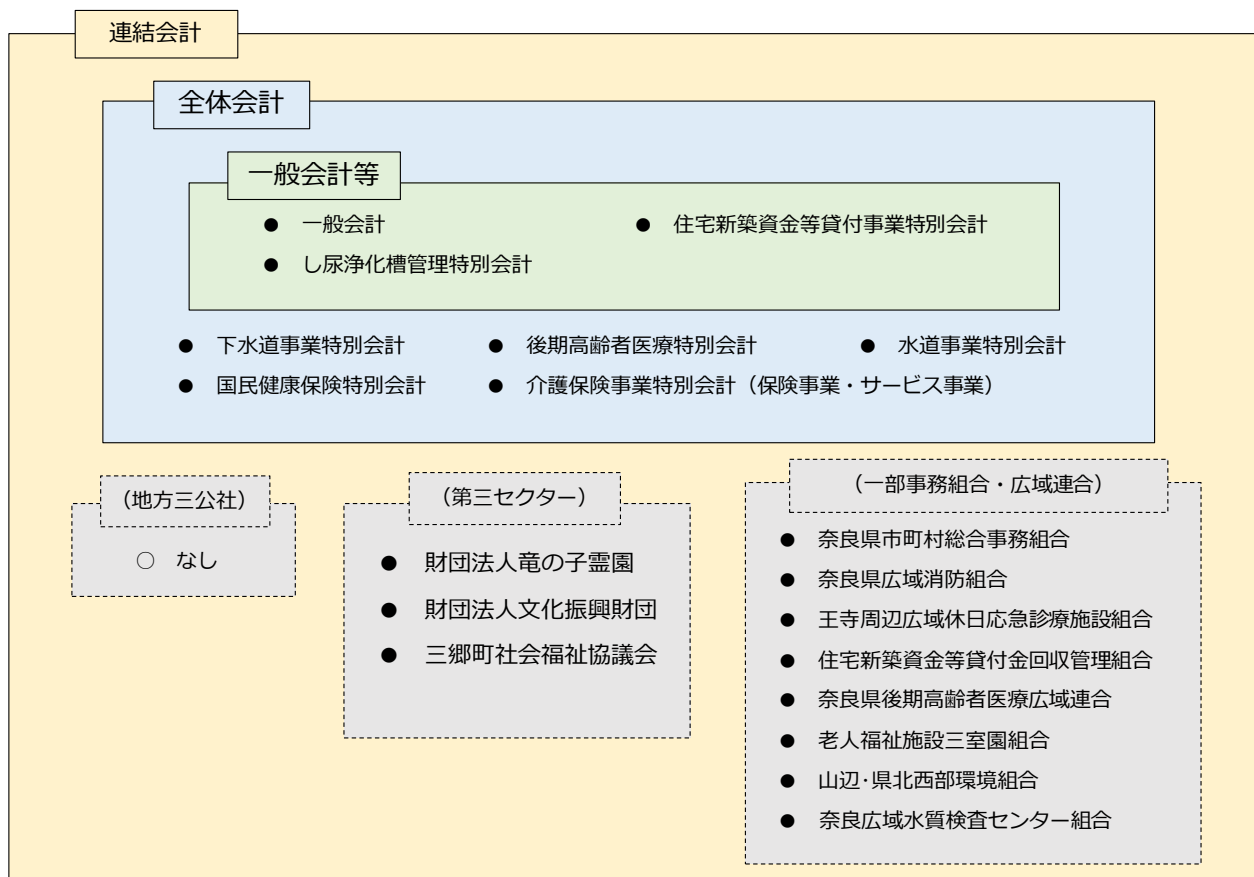 連結会計
全体会計
一般会計等
● 一般会計 ● 住宅新築資金等貸付事業特別会計
● し尿浄化槽管理特別会計
● 下水道事業特別会計 ● 後期高齢者医療特別会計 ● 水道事業特別会計
● 国民健康保険特別会計 ● 介護保険事業特別会計（保険事業・サービス事業）
（地方三公社）
○ なし
（第三セクター）
● 財団法人竜の子霊園
● 財団法人文化振興財団
● 三郷町社会福祉協議会
（一部事務組合・広域連合）
● 奈良県市町村総合事務組合
● 奈良県広域消防組合
● 王寺周辺広域休日応急診療施設組合
● 住宅新築資金等貸付金回収管理組合
● 奈良県後期高齢者医療広域連合
● 老人福祉施設三室園組合
● 山辺･県北西部環境組合
● 奈良広域水質検査センター組合